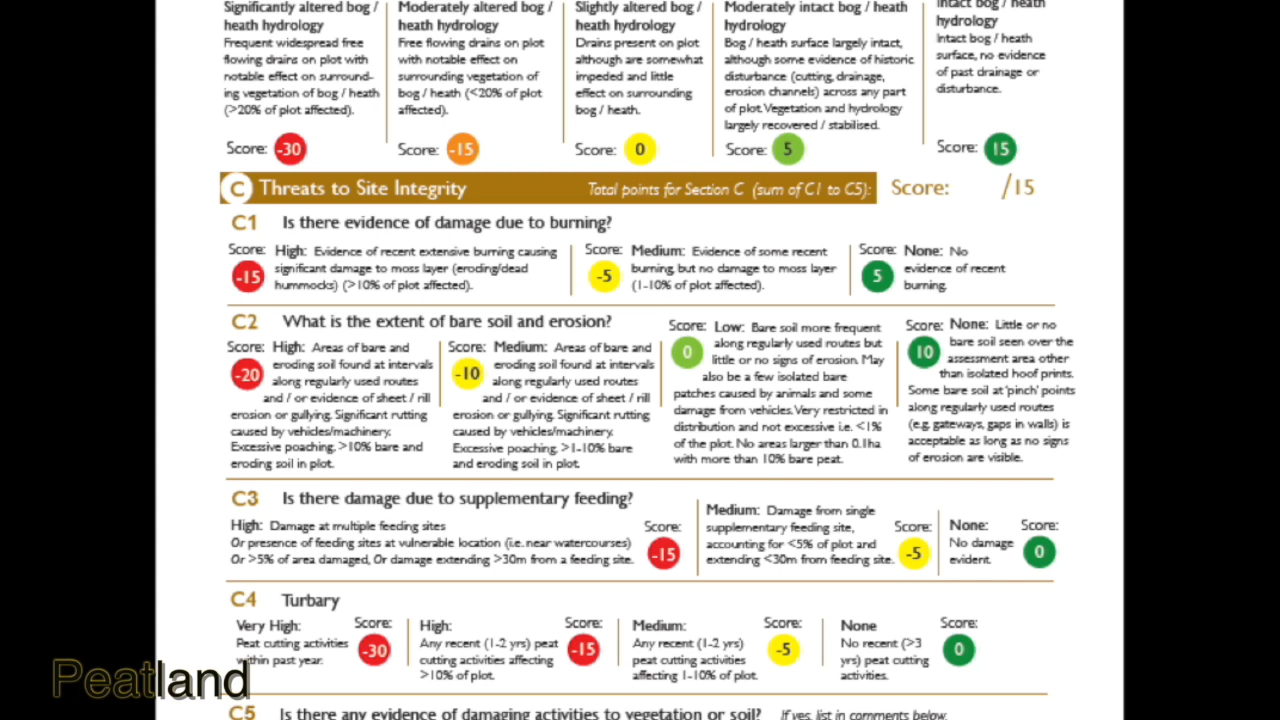 Significantly altered bog /
heath hydrology
Frequent widespread free
flowing drains on plot with
notable effect on surround-
ing vegetation of bog / heath
(>20% of plot affected).
Score: -30
Moderately altered bog /
heath hydrology
Free flowing drains on plot
with notable effect on
surrounding vegetation of
bog / heath (<20% of plot
affected).
Score: -15
Slightly altered bog /
heath hydrology
Drains present on plot
although are somewhat
impeded and little
effect on surrounding
bog / heath.
Score: 0
Moderately intact bog / heath
hydrology
Bog / heath surface largely intact,
although some evidence of historic
disturbance (cutting, drainage,
erosion channels) across any part
of plot. Vegetation and hydrology
largely recovered / stabilised.
Score: 5
Intact bog / heath
hydrology
Intact bog / heath
surface, no evidence
of past drainage or
disturbance.
Score: 15
C Threats to Site Integrity Total points for Section C (sum of C1 to C5): Score: /15
C1 Is there evidence of damage due to burning?
Score: -15
High: Evidence of recent extensive burning causing
significant damage to moss layer (eroding/dead
hummocks) (>10% of plot affected).
Score: -5
Medium: Evidence of some recent
burning, but no damage to moss layer
(1-10% of plot affected).
Score: 5
None: No
evidence of recent
burning.
C2 What is the extent of bare soil and erosion?
Score: -20
High: Areas of bare and
eroding soil found at intervals
along regularly used routes
and / or evidence of sheet / rill
erosion or gullying. Significant rutting
caused by vehicles/machinery.
Excessive poaching, >10% bare and
eroding soil in plot.
Score: -10
Medium: Areas of bare and
eroding soil found at intervals
along regularly used routes
and / or evidence of sheet / rill
erosion or gullying. Significant rutting
caused by vehicles/machinery.
Excessive poaching, >1-10% bare
and eroding soil in plot.
Score: 0
Low: Bare soil more frequent
along regularly used routes but
little or no signs of erosion. May
also be a few isolated bare
patches caused by animals and some
damage from vehicles. Very restricted in
distribution and not excessive i.e. <1%
of the plot. No areas larger than 0.1ha
with more than 10% bare peat.
Score: 10
None: Little or no
bare soil seen over the
assessment area other
than isolated hoof prints.
Some bare soil at 'pinch' points
along regularly used routes
(e.g. gateways, gaps in walls) is
acceptable as long as no signs
of erosion are visible.
C3 Is there damage due to supplementary feeding?
High: Damage at multiple feeding sites
Or presence of feeding sites at vulnerable location (i.e. near watercourses)
Or >5% of area damaged, Or damage extending >30m from a feeding site.
Score: -15
Medium: Damage from single
supplementary feeding site,
accounting for <5% of plot and
extending <30m from feeding site.
Score: -5
None:
No damage
evident.
Score: 0
C4 Turbary
Very High:
Peat cutting activities
within past year.
Score: -30
High:
Any recent (1-2 yrs) peat
cutting activities affecting
>10% of plot.
Score: -15
Medium:
Any recent (1-2 yrs)
peat cutting activities
affecting 1-10% of plot.
Score: -5
None
No recent (>3
yrs) peat cutting
activities.
Score: 0
Peatland
C5 Is there any evidence of damaging activities to vegetation or soil? If yes, list in comments below.